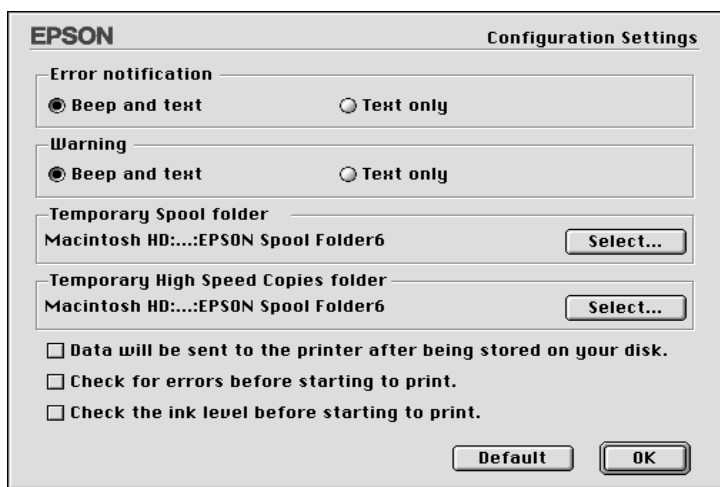 EPSON Configuration Settings
Error notification
Beep and text Text only
Warning
Beep and text Text only
Temporary Spool folder
Macintosh HD:...:EPSON Spool Folder6 Select...
Temporary High Speed Copies folder
Macintosh HD:...:EPSON Spool Folder6 Select...
Data will be sent to the printer after being stored on your disk.
Check for errors before starting to print.
Check the ink level before starting to print.
Default OK